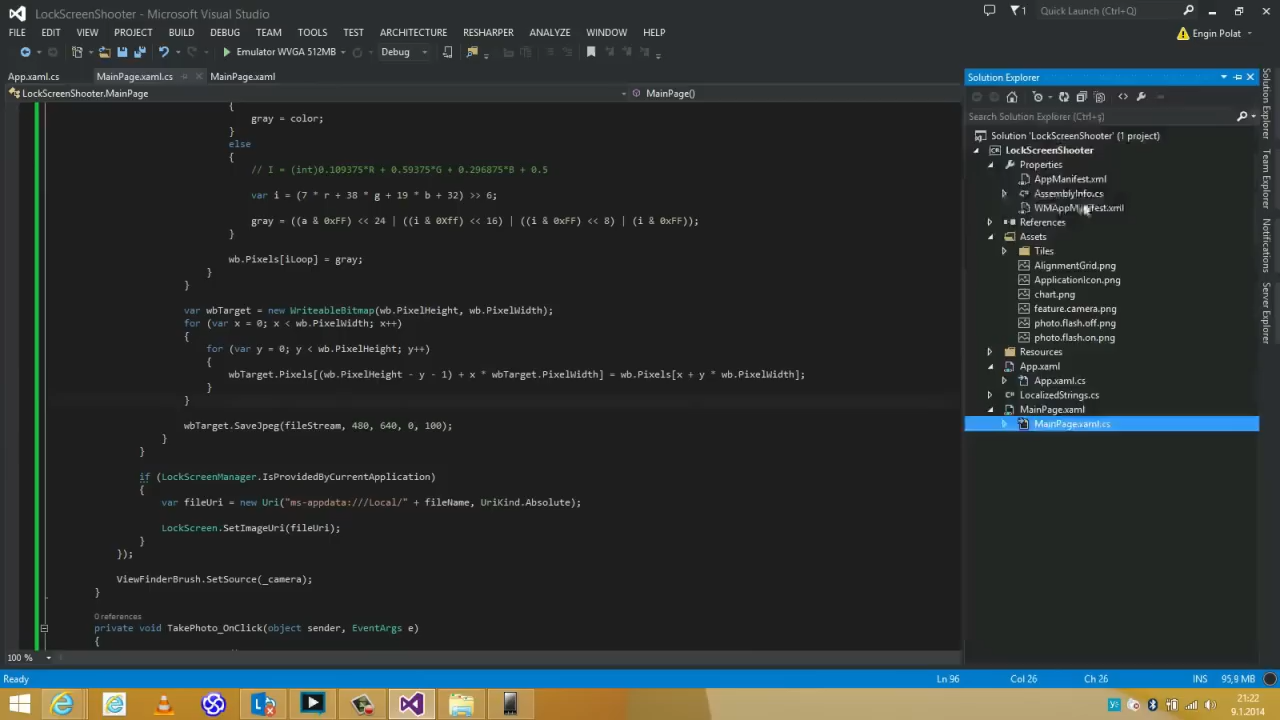 LockScreenShooter - Microsoft Visual Studio
1
Quick Launch (Ctrl+Q)
FILE EDIT VIEW PROJECT BUILD DEBUG TEAM TOOLS TEST ARCHITECTURE RESHARPER ANALYZE WINDOW HELP
Engin Polat
Emulator WVGA 512MB Debug
App.xaml.cs MainPage.xaml.cs MainPage.xaml
LockScreenShooter.MainPage MainPage()
{
gray = color;
}
else
{
// I = (int)0.109375*R + 0.59375*G + 0.296875*B + 0.5
var i = (7 * r + 38 * g + 19 * b + 32) >> 6;
gray = ((a & 0xFF) << 24 | ((i & 0Xff) << 16) | ((i & 0xFF) << 8) | (i & 0xFF));
}
wb.Pixels[iLoop] = gray;
}
}
var wbTarget = new WriteableBitmap(wb.PixelHeight, wb.PixelWidth);
for (var x = 0; x < wb.PixelWidth; x++)
{
for (var y = 0; y < wb.PixelHeight; y++)
{
wbTarget.Pixels[(wb.PixelHeight - y - 1) + x * wbTarget.PixelWidth] = wb.Pixels[x + y * wb.PixelWidth];
}
}
wbTarget.SaveJpeg(fileStream, 480, 640, 0, 100);
}
}
if (LockScreenManager.IsProvidedByCurrentApplication)
{
var fileUri = new Uri("ms-appdata:///Local/" + fileName, UriKind.Absolute);
LockScreen.SetImageUri(fileUri);
}
});
ViewFinderBrush.SetSource(_camera);
}
0 references
private void TakePhoto_OnClick(object sender, EventArgs e)
{
100 %
Solution Explorer
Search Solution Explorer (Ctrl+ş)
Solution 'LockScreenShooter' (1 project)
LockScreenShooter
Properties
AppManifest.xml
AssemblyInfo.cs
WMAppManifest.xml
References
Assets
Tiles
AlignmentGrid.png
ApplicationIcon.png
chart.png
feature.camera.png
photo.flash.off.png
photo.flash.on.png
Resources
App.xaml
App.xaml.cs
LocalizedStrings.cs
MainPage.xaml
MainPage.xaml.cs
Solution Explorer
Team Explorer
Notifications
Server Explorer
Ready Ln 96 Col 26 Ch 26 INS 95,9 MB
21:22
9.1.2014